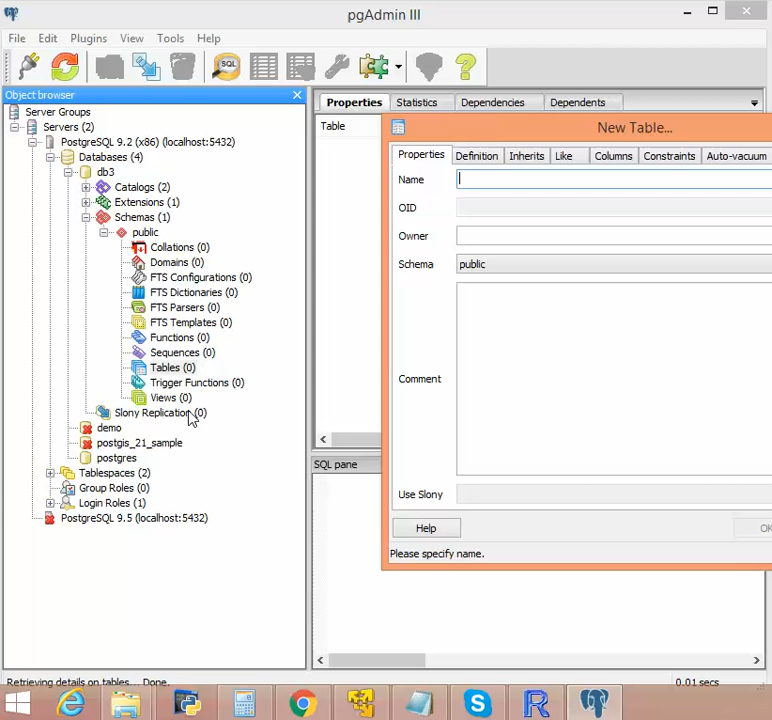 pgAdmin III
File Edit Plugins View Tools Help
SQL
Object browser
Server Groups
Servers (2)
PostgreSQL 9.2 (x86) (localhost:5432)
Databases (4)
db3
Catalogs (2)
Extensions (1)
Schemas (1)
public
Collations (0)
Domains (0)
FTS Configurations (0)
FTS Dictionaries (0)
FTS Parsers (0)
FTS Templates (0)
Functions (0)
Sequences (0)
Tables (0)
Trigger Functions (0)
Views (0)
Slony Replication (0)
demo
postgis_21_sample
postgres
Tablespaces (2)
Group Roles (0)
Login Roles (1)
PostgreSQL 9.5 (localhost:5432)
Properties Statistics Dependencies Dependents
Table
SQL pane
New Table...
Properties Definition Inherits Like Columns Constraints Auto-vacuum
Name
OID
Owner
Schema public
Comment
Use Slony
Help OK
Please specify name.
Retrieving details on tables... Done. 0.01 secs